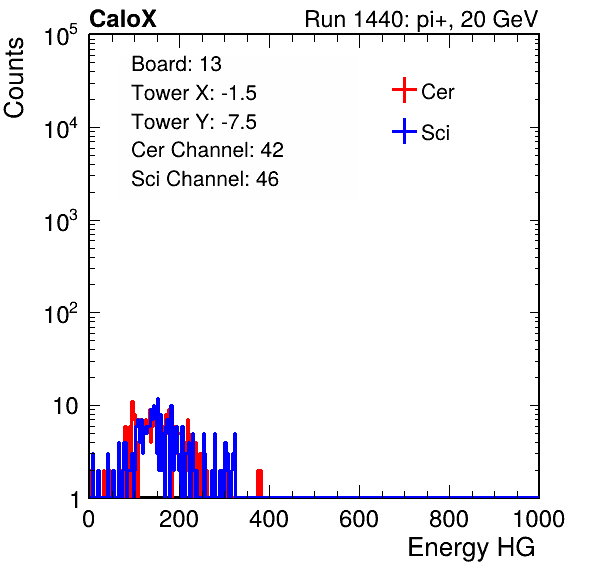 CaloX Run 1440: pi+, 20 GeV
Board: 13
Tower X: -1.5
Tower Y: -7.5
Cer Channel: 42
Sci Channel: 46
Cer
Sci
Counts
10^5
10^4
10^3
10^2
10
1
0 200 400 600 800 1000
Energy HG